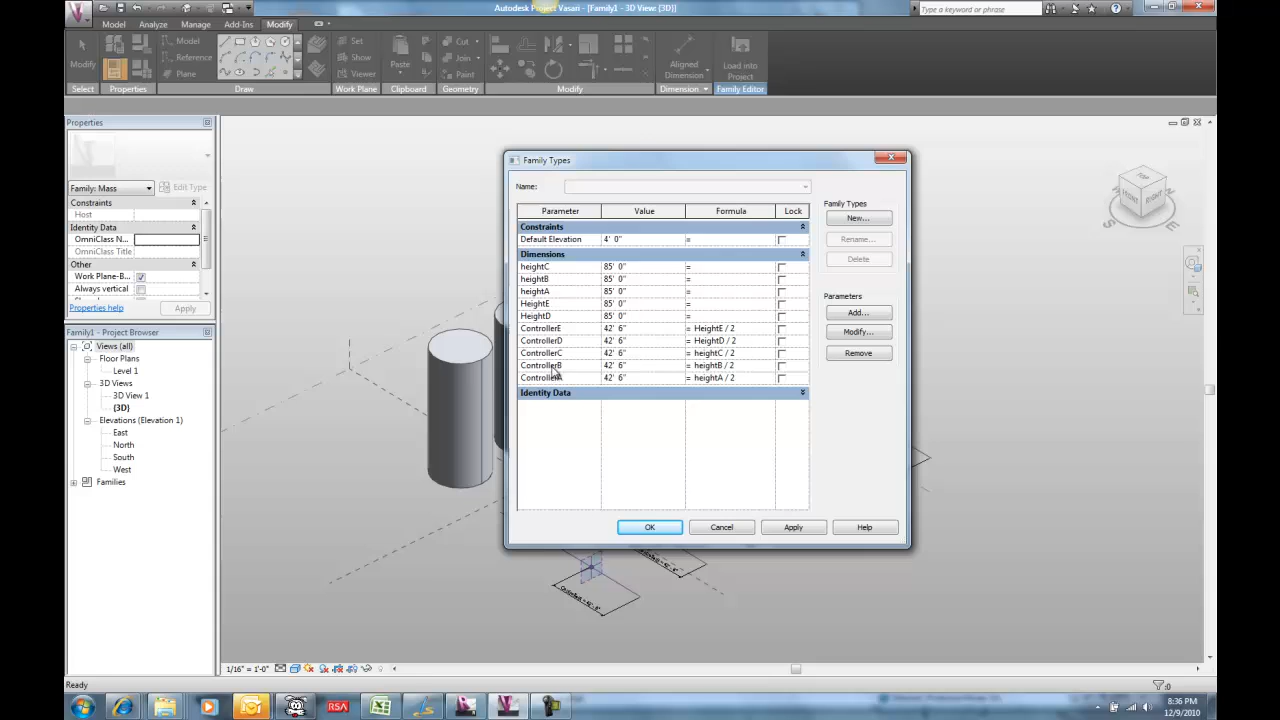 Autodesk Project Vasari - [Family1 - 3D View: {3D}]
Type a keyword or phrase
Model Analyze Manage Add-Ins Modify
Model
Reference
Plane
Modify
Set
Show
Viewer
Paste
Cut
Join
Paint
Aligned
Dimension
Load into
Project
Select Properties Draw Work Plane Clipboard Geometry Modify Dimension Family Editor
Properties
Family: Mass
Edit Type
Constraints
Host
Identity Data
OmniClass N...
OmniClass Title
Other
Work Plane-B...
Always vertical
Properties help
Apply
Family1 - Project Browser
Views (all)
Floor Plans
Level 1
3D Views
3D View 1
{3D}
Elevations (Elevation 1)
East
North
South
West
Families
TOP
FRONT
RIGHT
S
E
Family Types
Name:
Parameter Value Formula Lock
Constraints
Default Elevation 4' 0" =
Dimensions
heightC 85' 0" =
heightB 85' 0" =
heightA 85' 0" =
HeightE 85' 0" =
HeightD 85' 0" =
ControllerE 42' 6" = HeightE / 2
ControllerD 42' 6" = HeightD / 2
ControllerC 42' 6" = heightC / 2
ControllerB 42' 6" = heightB / 2
ControllerA 42' 6" = heightA / 2
Identity Data
Family Types
New...
Rename...
Delete
Parameters
Add...
Modify...
Remove
OK Cancel Apply Help
1/16" = 1'-0"
Ready
:0
RSA
8:36 PM
12/9/2010